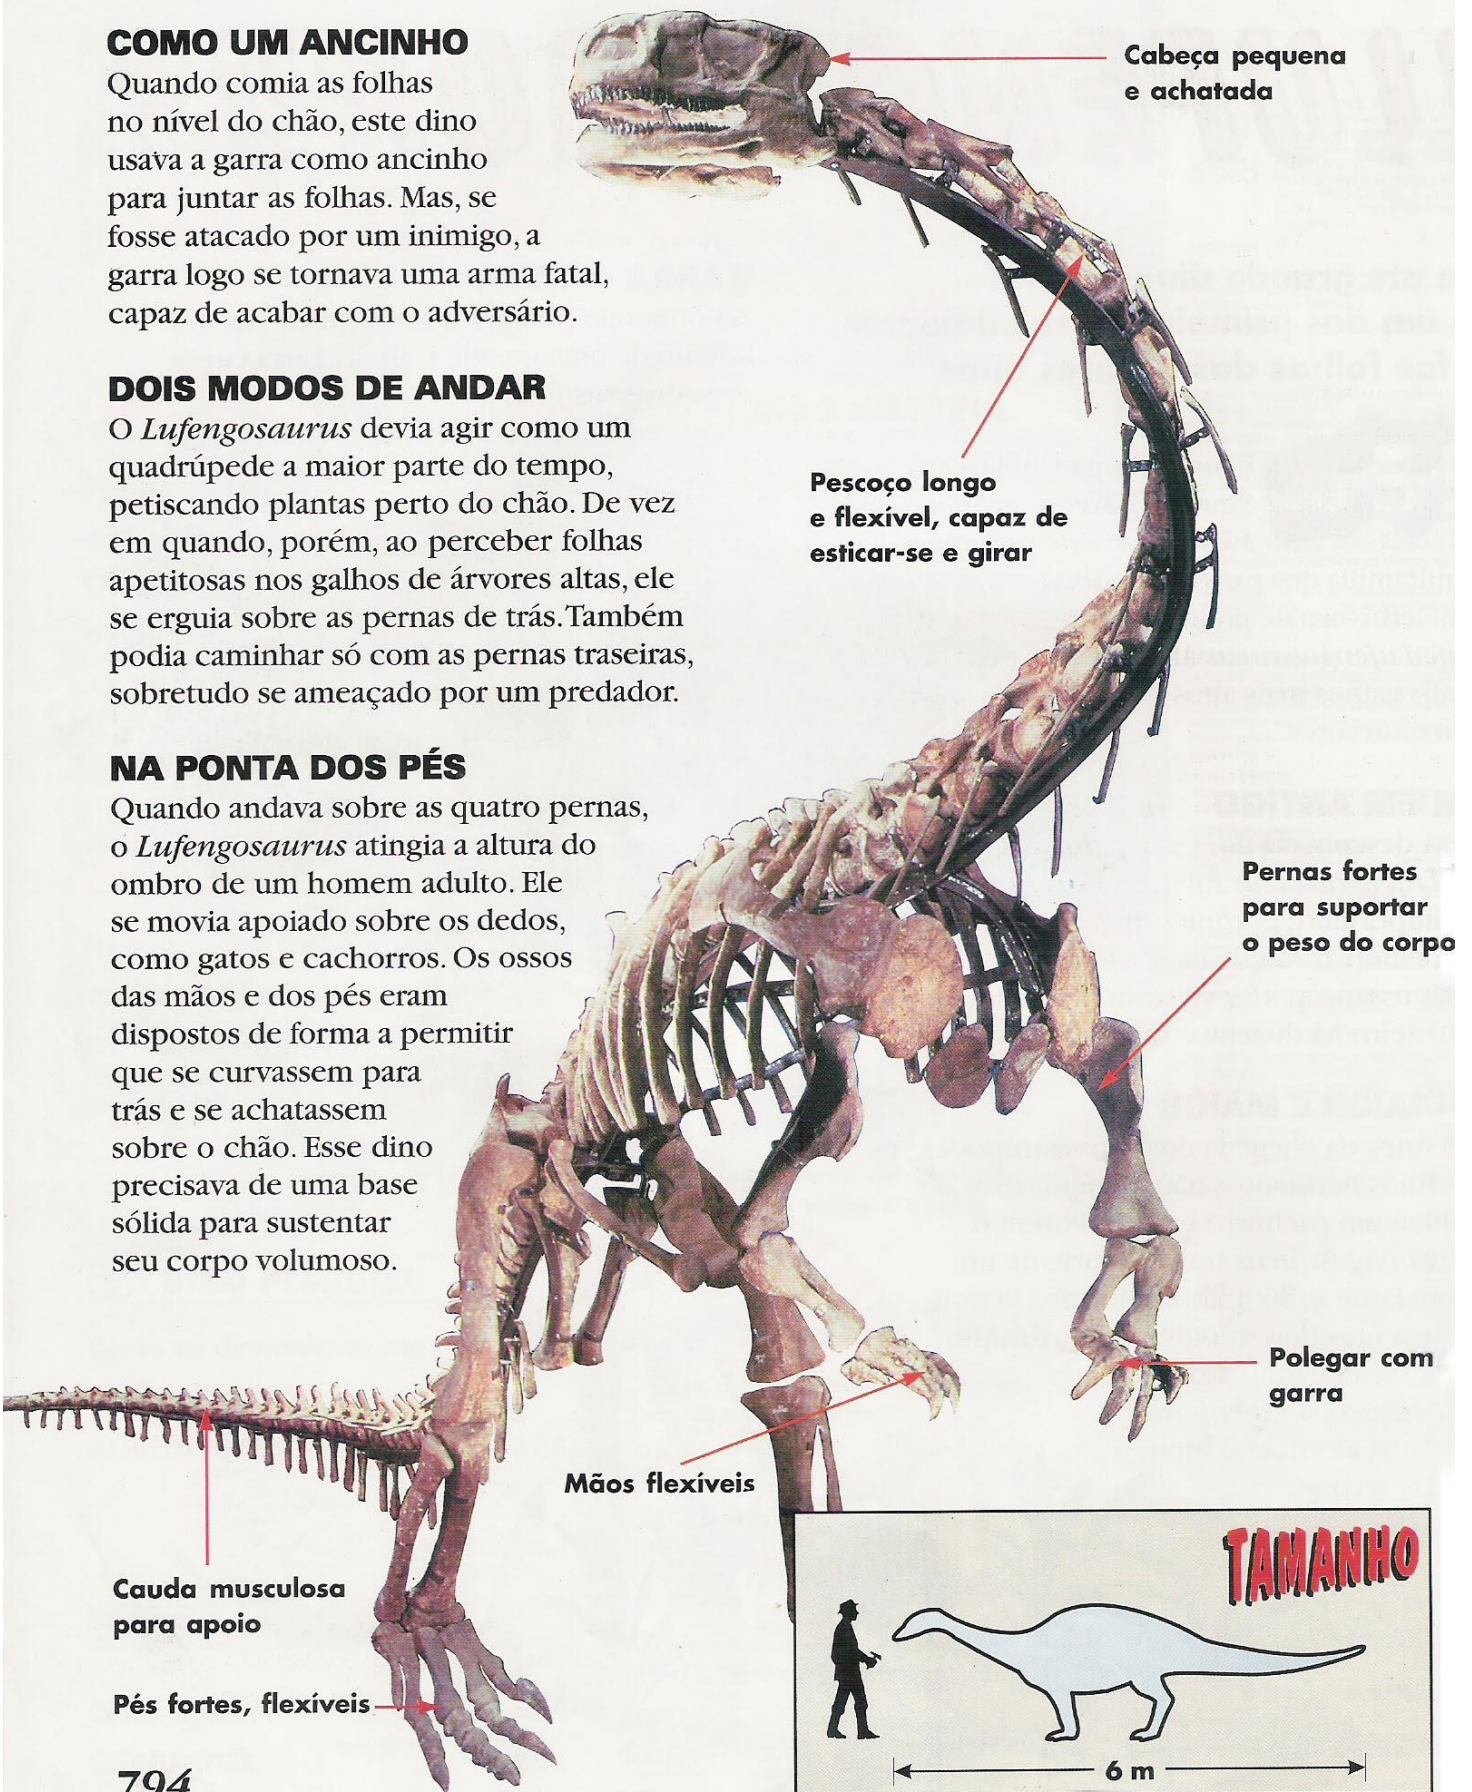 COMO UM ANCINHO
Quando comia as folhas
no nível do chão, este dino
usava a garra como ancinho
para juntar as folhas. Mas, se
fosse atacado por um inimigo, a
garra logo se tornava uma arma fatal,
capaz de acabar com o adversário.
DOIS MODOS DE ANDAR
O Lufengosaurus devia agir como um
quadrúpede a maior parte do tempo,
petiscando plantas perto do chão. De vez
em quando, porém, ao perceber folhas
apetitosas nos galhos de árvores altas, ele
se erguia sobre as pernas de trás. Também
podia caminhar só com as pernas traseiras,
sobretudo se ameaçado por um predador.
NA PONTA DOS PÉS
Quando andava sobre as quatro pernas,
o Lufengosaurus atingia a altura do
ombro de um homem adulto. Ele
se movia apoiado sobre os dedos,
como gatos e cachorros. Os ossos
das mãos e dos pés eram
dispostos de forma a permitir
que se curvassem para
trás e se achatassem
sobre o chão. Esse dino
precisava de uma base
sólida para sustentar
seu corpo volumoso.
Cabeça pequena
e achatada
Pescoço longo
e flexível, capaz de
esticar-se e girar
Pernas fortes
para suportar
o peso do corpo
Polegar com
garra
Mãos flexíveis
Cauda musculosa
para apoio
Pés fortes, flexíveis
TAMANHO
6 m
794